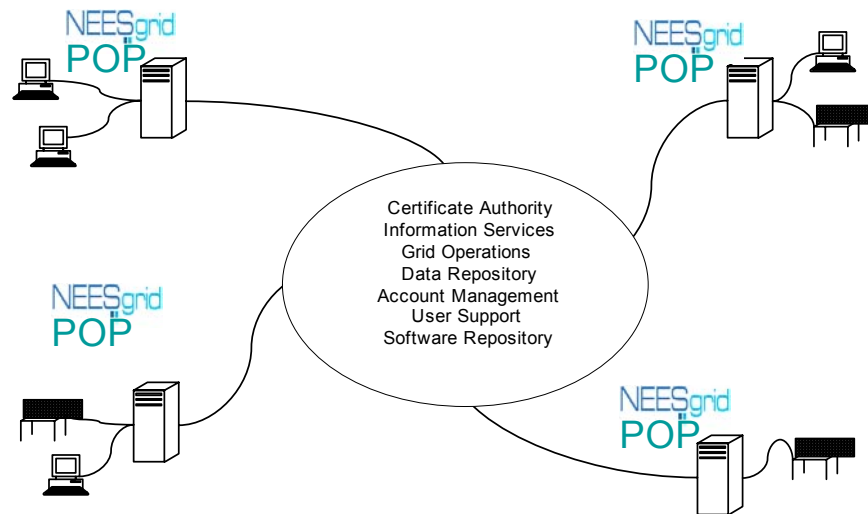 NEESgrid
POP
NEESgrid
POP
Certificate Authority
Information Services
Grid Operations
Data Repository
Account Management
User Support
Software Repository
NEESgrid
POP
NEESgrid
POP